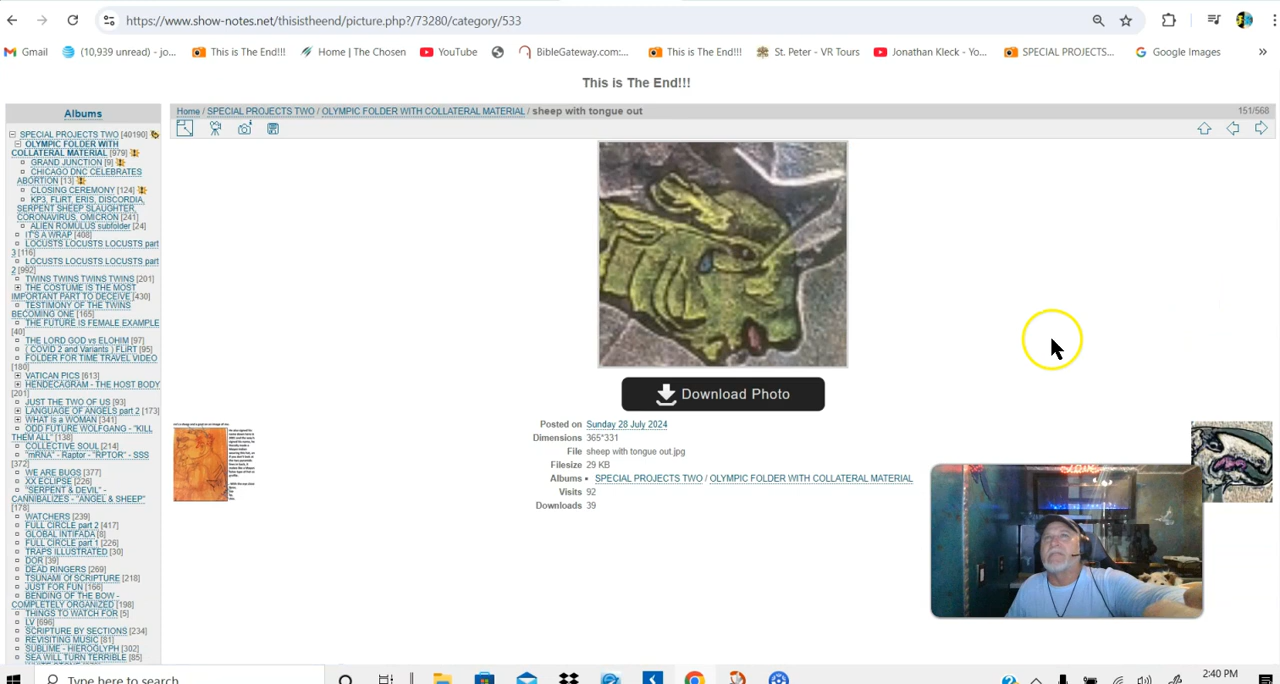 https://www.show-notes.net/thisistheend/picture.php?/73280/category/533
Gmail
(10,939 unread) - jo...
This is The End!!!
Home | The Chosen
YouTube
BibleGateway.com:...
This is The End!!!
St. Peter - VR Tours
Jonathan Kleck - Yo...
SPECIAL PROJECTS...
Google Images
This is The End!!!
Albums
SPECIAL PROJECTS TWO [40190]
OLYMPIC FOLDER WITH
COLLATERAL MATERIAL [979]
GRAND JUNCTION [9]
CHICAGO DNC CELEBRATES
ABORTION [13]
CLOSING CEREMONY [124]
KP3, FLiRT, ERIS, DISCORDIA,
SERPENT SHEEP SLAUGHTER,
CORONAVIRUS, OMICRON [241]
ALIEN ROMULUS subfolder [24]
IT'S A WRAP [408]
LOCUSTS LOCUSTS LOCUSTS part
3 [116]
LOCUSTS LOCUSTS LOCUSTS part
2 [992]
TWINS TWINS TWINS TWINS [201]
THE COSTUME IS THE MOST
IMPORTANT PART TO DECEIVE [430]
TESTIMONY OF THE TWINS
BECOMING ONE [165]
THE FUTURE IS FEMALE EXAMPLE
[40]
THE LORD GOD vs ELOHIM [97]
( COVID 2 and Variants ) FLiRT [95]
FOLDER FOR TIME TRAVEL VIDEO
[180]
VATICAN PICS [613]
HENDECAGRAM - THE HOST BODY
[201]
JUST THE TWO OF US [93]
LANGUAGE OF ANGELS part 2 [173]
WHAT is a WOMAN [341]
ODD FUTURE WOLFGANG - "KILL
THEM ALL" [138]
COLLECTIVE SOUL [214]
"mRNA" - Raptor - "RPTOR" - SSS
[372]
WE ARE BUGS [377]
XX ECLIPSE [226]
"SERPENT & DEVIL" -
CANNIBALIZES - "ANGEL & SHEEP"
[178]
WATCHERS [239]
FULL CIRCLE part 2 [417]
GLOBAL INTIFADA [8]
FULL CIRCLE part 1 [226]
TRAPS ILLUSTRATED [30]
DOR [39]
DEAD RINGERS [269]
TSUNAMI Of SCRIPTURE [218]
JUST FOR FUN [166]
BENDING OF THE BOW -
COMPLETELY ORGANIZED [198]
THINGS TO WATCH FOR [5]
LV [696]
SCRIPTURE BY SECTIONS [234]
REVISITING MUSIC [81]
SUBLIME - HIEROGLYPH [302]
SEA WILL TURN TERRIBLE [85]
Home / SPECIAL PROJECTS TWO / OLYMPIC FOLDER WITH COLLATERAL MATERIAL / sheep with tongue out
151/568
Download Photo
Posted on Sunday 28 July 2024
Dimensions 365*331
File sheep with tongue out.jpg
Filesize 29 KB
Albums SPECIAL PROJECTS TWO / OLYMPIC FOLDER WITH COLLATERAL MATERIAL
Visits 92
Downloads 39
Type here to search
2:40 PM